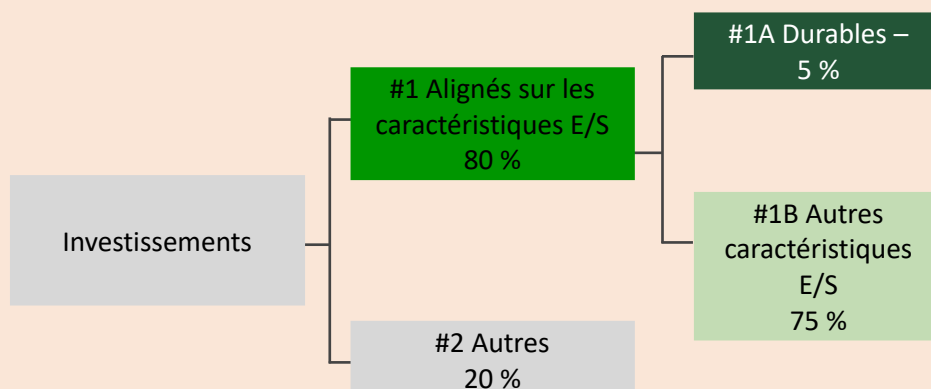 #1A Durables –
5 %
#1 Alignés sur les
caractéristiques E/S
80 %
Investissements
#1B Autres
caractéristiques
E/S
75 %
#2 Autres
20 %